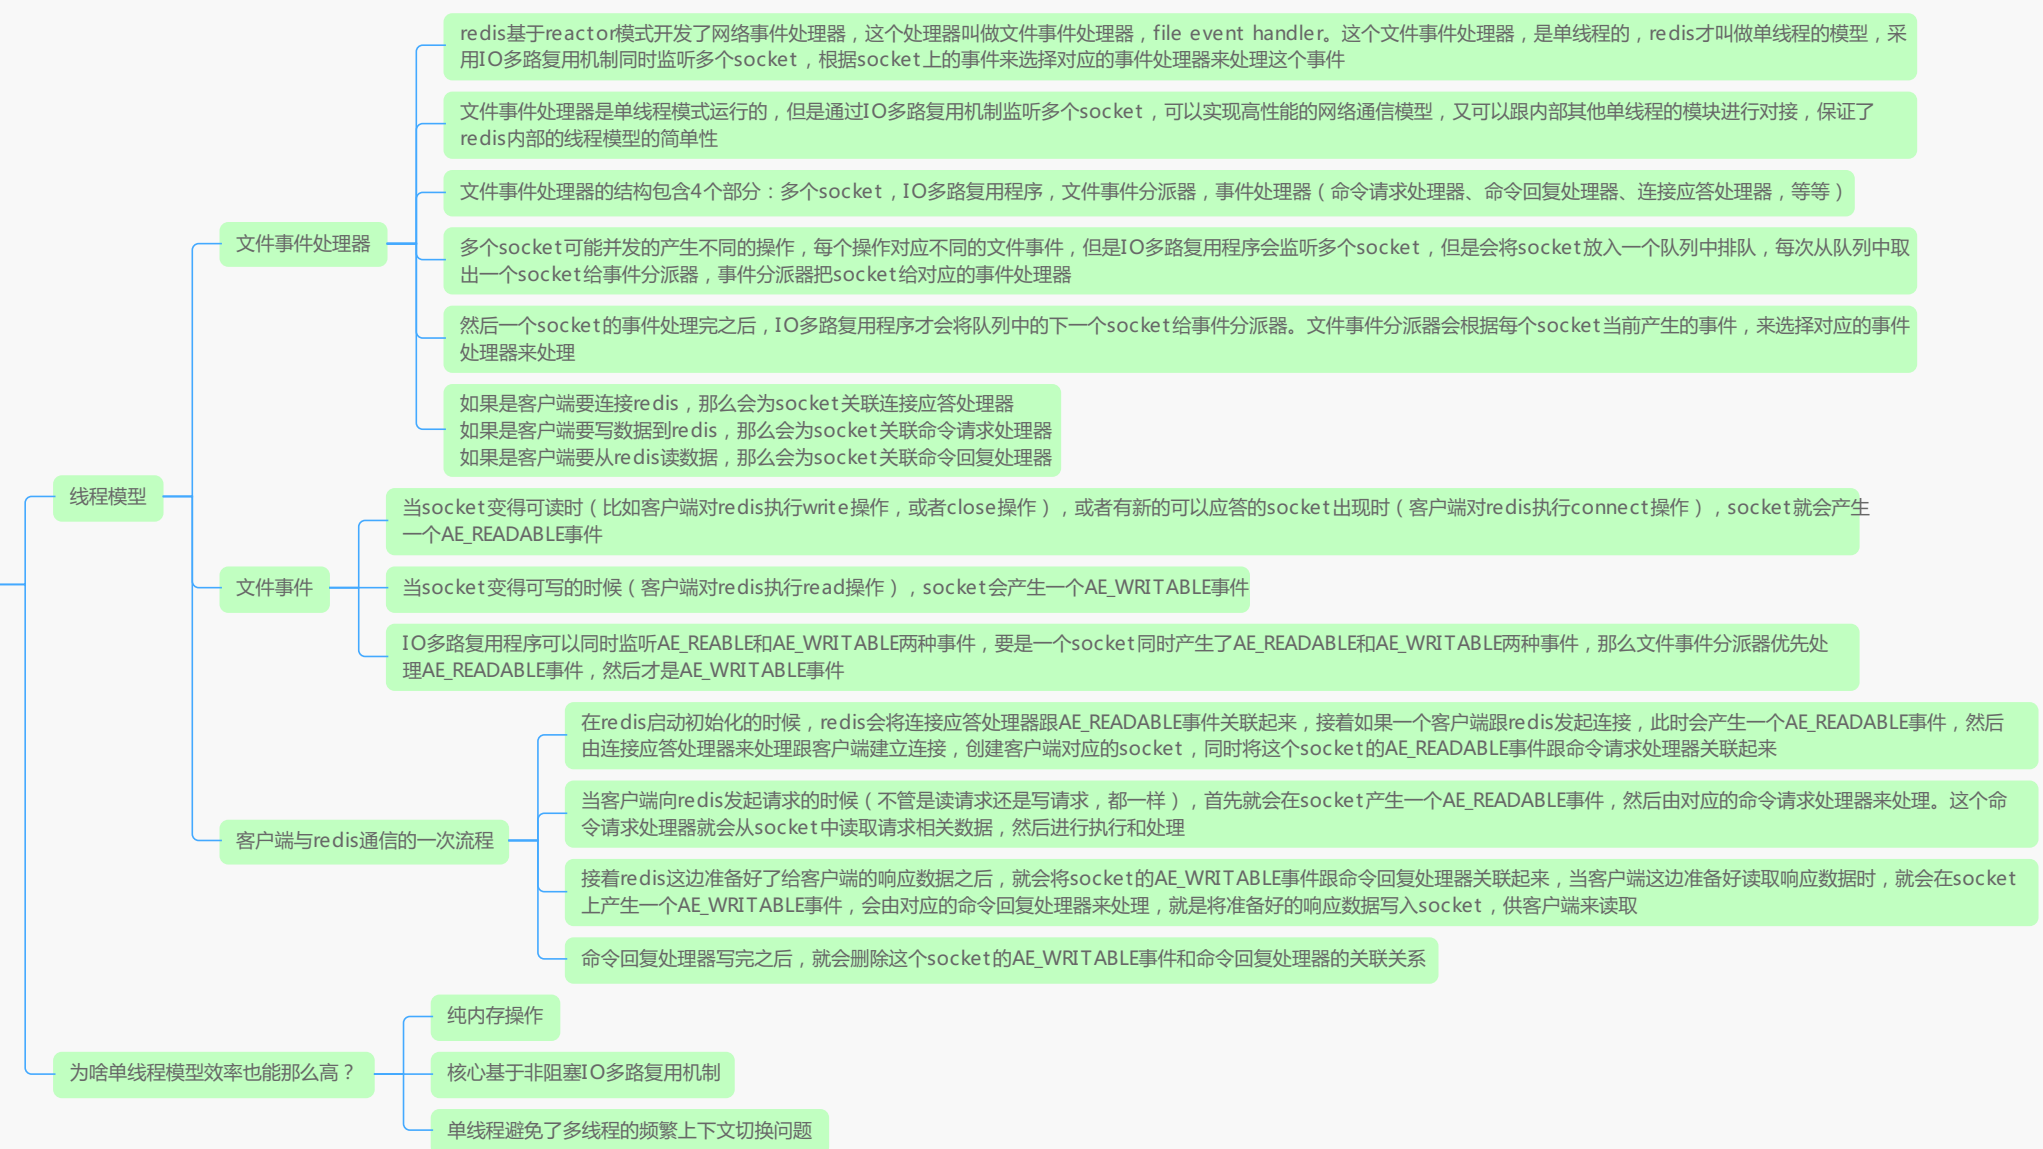 redis基于reactor模式开发了网络事件处理器，这个处理器叫做文件事件处理器，file event handler。这个文件事件处理器，是单线程的，redis才叫做单线程的模型，采
用IO多路复用机制同时监听多个socket，根据socket上的事件来选择对应的事件处理器来处理这个事件
文件事件处理器是单线程模式运行的，但是通过IO多路复用机制监听多个socket，可以实现高性能的网络通信模型，又可以跟内部其他单线程的模块进行对接，保证了
redis内部的线程模型的简单性
文件事件处理器的结构包含4个部分：多个socket，IO多路复用程序，文件事件分派器，事件处理器（命令请求处理器、命令回复处理器、连接应答处理器，等等）
文件事件处理器
多个socket可能并发的产生不同的操作，每个操作对应不同的文件事件，但是IO多路复用程序会监听多个socket，但是会将socket放入一个队列中排队，每次从队列中取
出一个socket给事件分派器，事件分派器把socket给对应的事件处理器
然后一个socket的事件处理完之后，IO多路复用程序才会将队列中的下一个socket给事件分派器。文件事件分派器会根据每个socket当前产生的事件，来选择对应的事件
处理器来处理
如果是客户端要连接redis，那么会为socket关联连接应答处理器
如果是客户端要写数据到redis，那么会为socket关联命令请求处理器
如果是客户端要从redis读数据，那么会为socket关联命令回复处理器
线程模型
当socket变得可读时（比如客户端对redis执行write操作，或者close操作），或者有新的可以应答的socket出现时（客户端对redis执行connect操作），socket就会产生
一个AE_READABLE事件
文件事件
当socket变得可写的时候（客户端对redis执行read操作），socket会产生一个AE_WRITABLE事件
IO多路复用程序可以同时监听AE_REABLE和AE_WRITABLE两种事件，要是一个socket同时产生了AE_READABLE和AE_WRITABLE两种事件，那么文件事件分派器优先处
理AE_READABLE事件，然后才是AE_WRITABLE事件
在redis启动初始化的时候，redis会将连接应答处理器跟AE_READABLE事件关联起来，接着如果一个客户端跟redis发起连接，此时会产生一个AE_READABLE事件，然后
由连接应答处理器来处理跟客户端建立连接，创建客户端对应的socket，同时将这个socket的AE_READABLE事件跟命令请求处理器关联起来
当客户端向redis发起请求的时候（不管是读请求还是写请求，都一样），首先就会在socket产生一个AE_READABLE事件，然后由对应的命令请求处理器来处理。这个命
令请求处理器就会从socket中读取请求相关数据，然后进行执行和处理
客户端与redis通信的一次流程
接着redis这边准备好了给客户端的响应数据之后，就会将socket的AE_WRITABLE事件跟命令回复处理器关联起来，当客户端这边准备好读取响应数据时，就会在socket
上产生一个AE_WRITABLE事件，会由对应的命令回复处理器来处理，就是将准备好的响应数据写入socket，供客户端来读取
命令回复处理器写完之后，就会删除这个socket的AE_WRITABLE事件和命令回复处理器的关联关系
纯内存操作
为啥单线程模型效率也能那么高？
核心基于非阻塞IO多路复用机制
单线程避免了多线程的频繁上下文切换问题